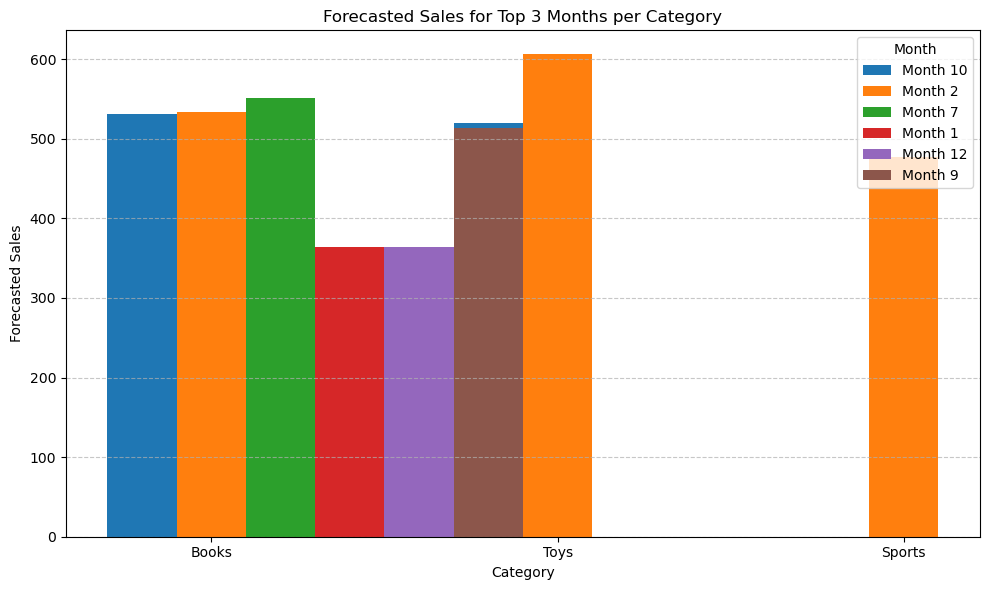 Forecasted Sales for Top 3 Months per Category
Month
Month 10
Month 2
Month 7
Month 1
Month 12
Month 9
Forecasted Sales
600
500
400
300
200
100
0
Books
Toys
Sports
Category